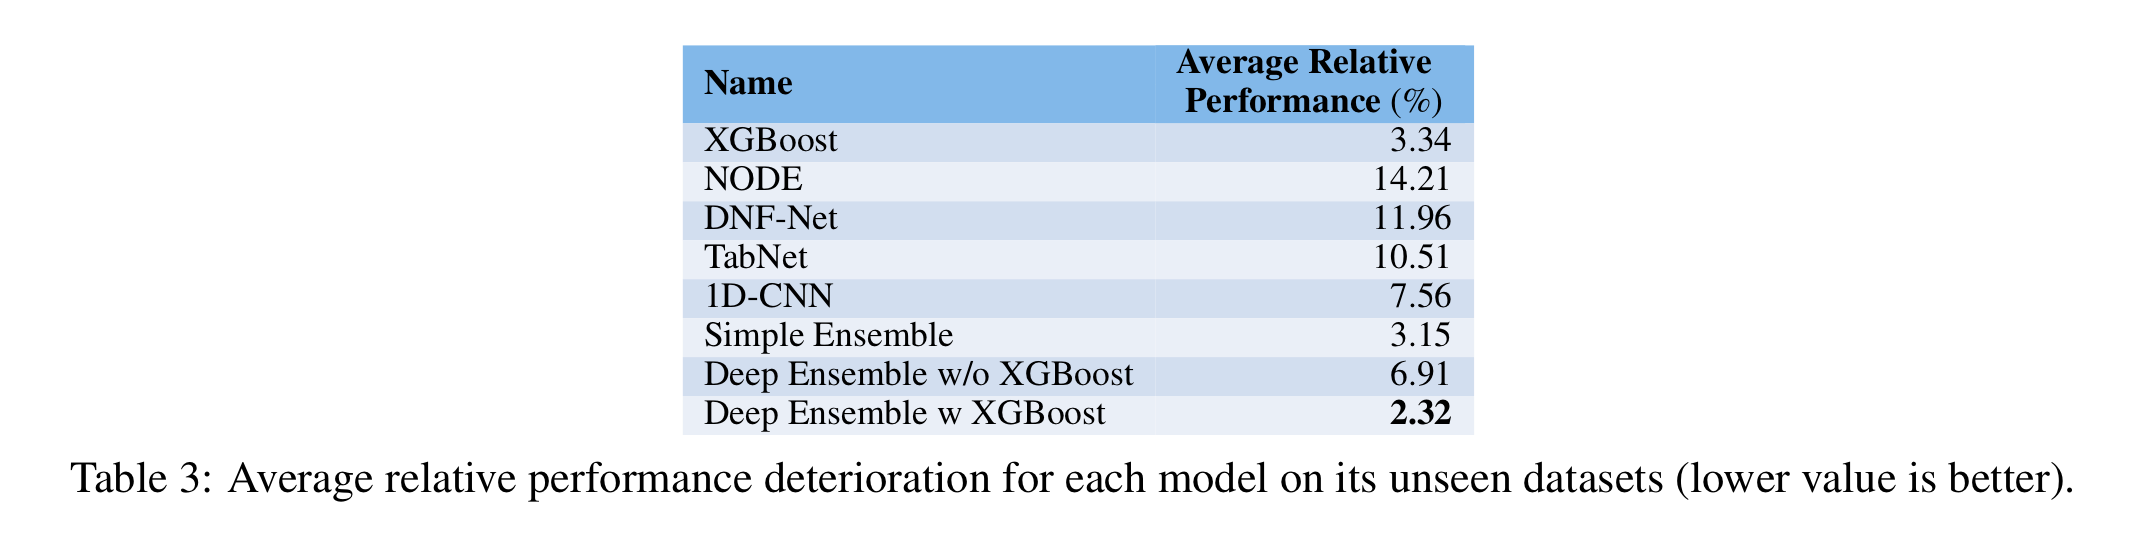 Name
Average Relative
Performance (%)
XGBoost 3.34
NODE 14.21
DNF-Net 11.96
TabNet 10.51
1D-CNN 7.56
Simple Ensemble 3.15
Deep Ensemble w/o XGBoost 6.91
Deep Ensemble w XGBoost 2.32
Table 3: Average relative performance deterioration for each model on its unseen datasets (lower value is better).